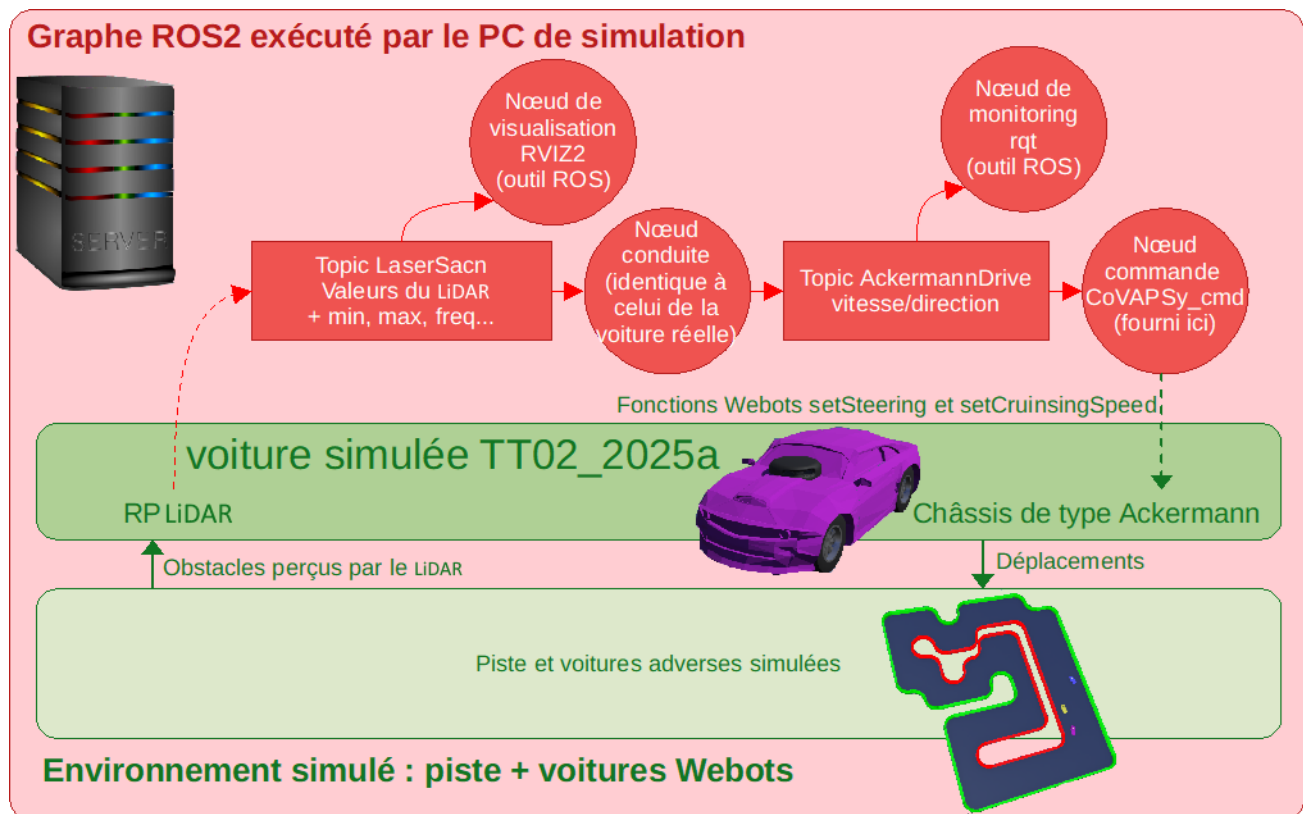 Graphe ROS2 exécuté par le PC de simulation
SERVER
Nœud de
visualisation
RVIZ2
(outil ROS)
Nœud de
monitoring
rqt
(outil ROS)
Topic LaserSacn
Valeurs du LiDAR
+ min, max, freq...
Nœud
conduite
(identique à
celui de la
voiture réelle)
Topic AckermannDrive
vitesse/direction
Nœud
commande
CoVAPSy_cmd
(fourni ici)
Fonctions Webots setSteering et setCruinsingSpeed
voiture simulée TT02_2025a
RPLiDAR
Châssis de type Ackermann
Obstacles perçus par le LiDAR
Déplacements
Piste et voitures adverses simulées
Environnement simulé : piste + voitures Webots